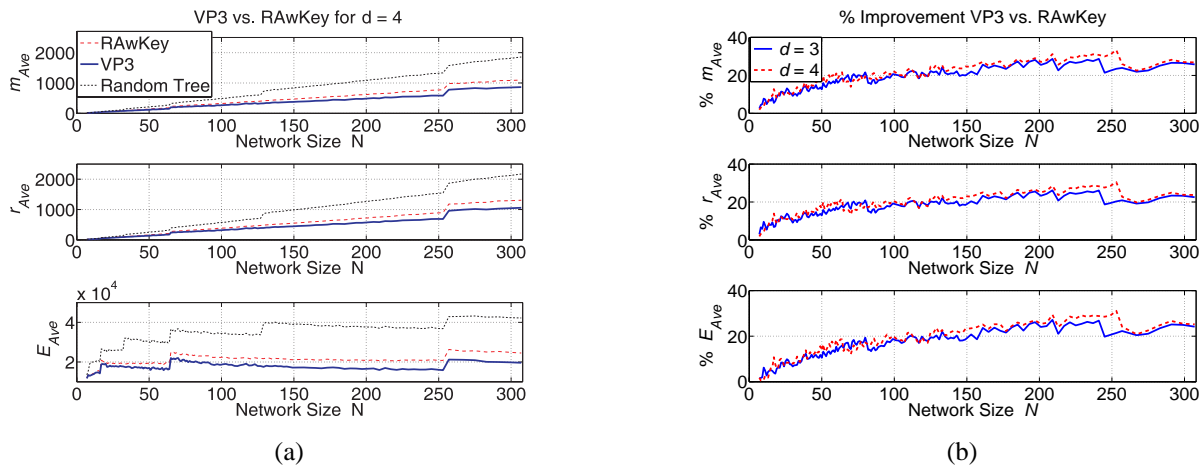 VP3 vs. RAwKey for d = 4
RAwKey
VP3
Random Tree
m_Ave
2000
1000
0
0 50 100 150 200 250 300
Network Size N
r_Ave
2000
1000
0
0 50 100 150 200 250 300
Network Size N
x 10^4
E_Ave
4
2
0 50 100 150 200 250 300
Network Size N
(a)
% Improvement VP3 vs. RAwKey
d = 3
d = 4
% m_Ave
40
20
0
0 50 100 150 200 250 300
Network Size N
% r_Ave
40
20
0
0 50 100 150 200 250 300
Network Size N
% E_Ave
40
20
0
0 50 100 150 200 250 300
Network Size N
(b)